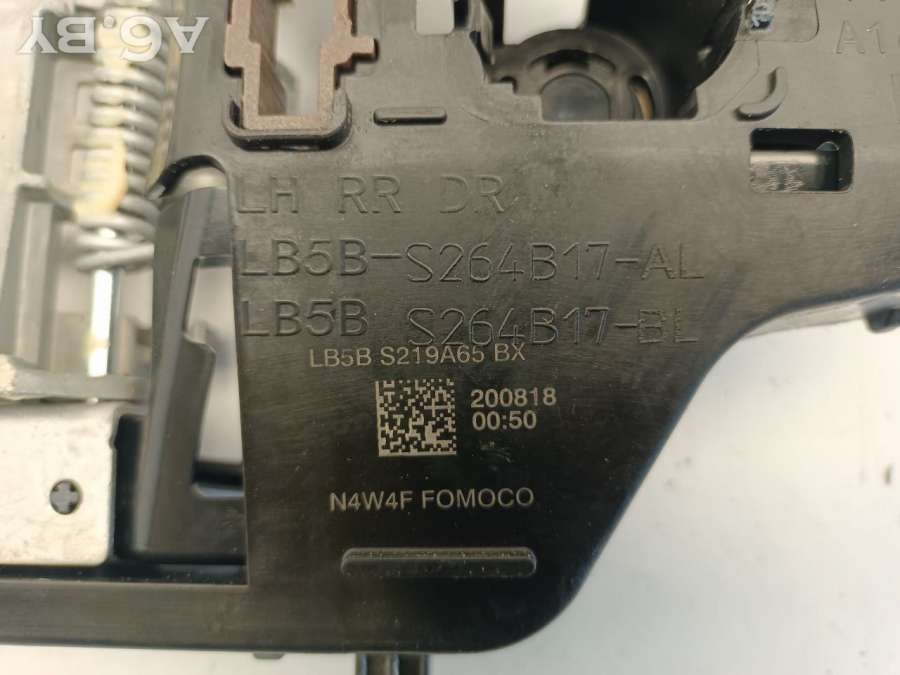 A6.BY
LH RR DR
LB5B-S264B17-AL
LB5B S264B17-BL
LB5B S219A65 BX
200818
00:50
N4W4F FOMOCO